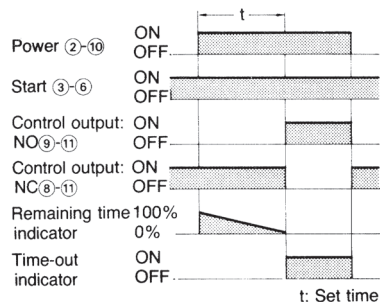 t
Power ②-⑩ ON
OFF
Start ③-⑥ ON
OFF
Control output: ON
NO⑨-⑪ OFF
Control output: ON
NC⑧-⑪ OFF
Remaining time 100%
indicator 0%
Time-out ON
indicator OFF
t: Set time